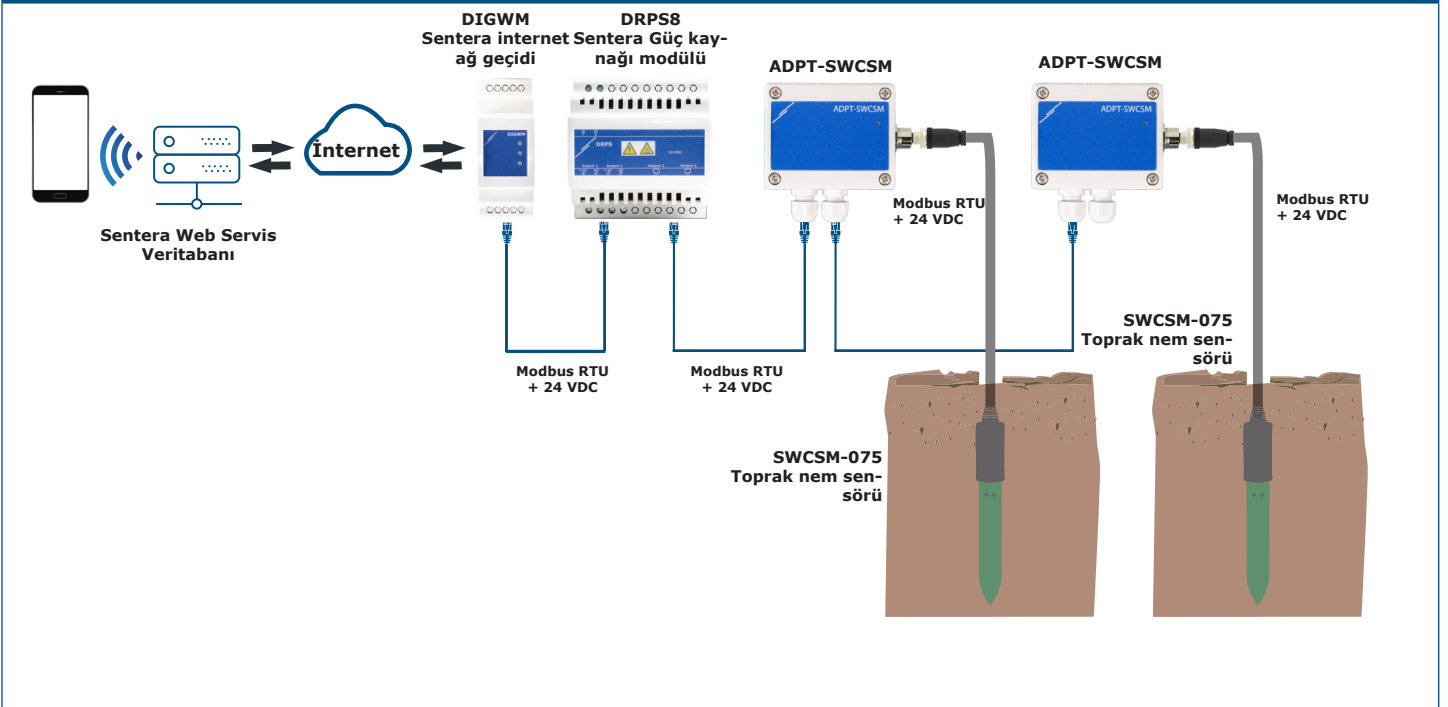 DIGWM
Sentera internet
ağ geçidi
DRPS8
Sentera Güç kay-
nağı modülü
ADPT-SWCSM
ADPT-SWCSM
DIGWM
DRPS
ADPT-SWCSM
ADPT-SWCSM
İnternet
Sentera Web Servis
Veritabanı
Modbus RTU
+ 24 VDC
Modbus RTU
+ 24 VDC
Modbus RTU
+ 24 VDC
Modbus RTU
+ 24 VDC
SWCSM-075
Toprak nem sen-
sörü
SWCSM-075
Toprak nem sen-
sörü